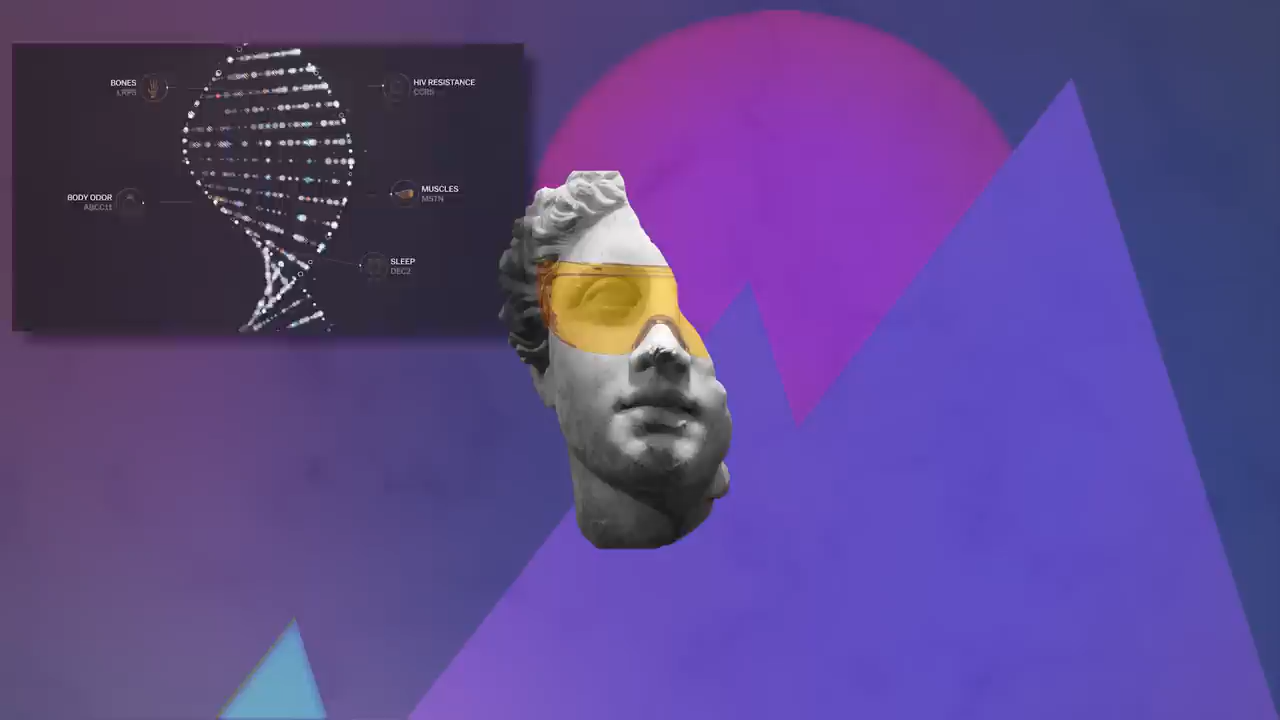 BONES
LRP5
HIV RESISTANCE
CCR5
BODY ODOR
ABCC11
MUSCLES
MSTN
SLEEP
DEC2